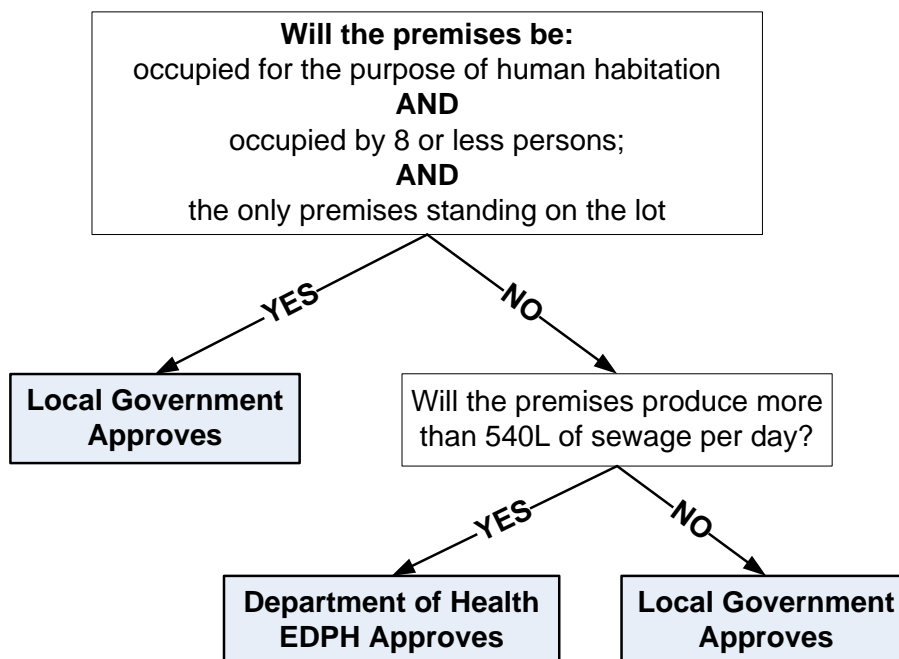 Will the premises be:
occupied for the purpose of human habitation
AND
occupied by 8 or less persons;
AND
the only premises standing on the lot
YES
NO
Local Government
Approves
Will the premises produce more
than 540L of sewage per day?
YES
NO
Department of Health
EDPH Approves
Local Government
Approves